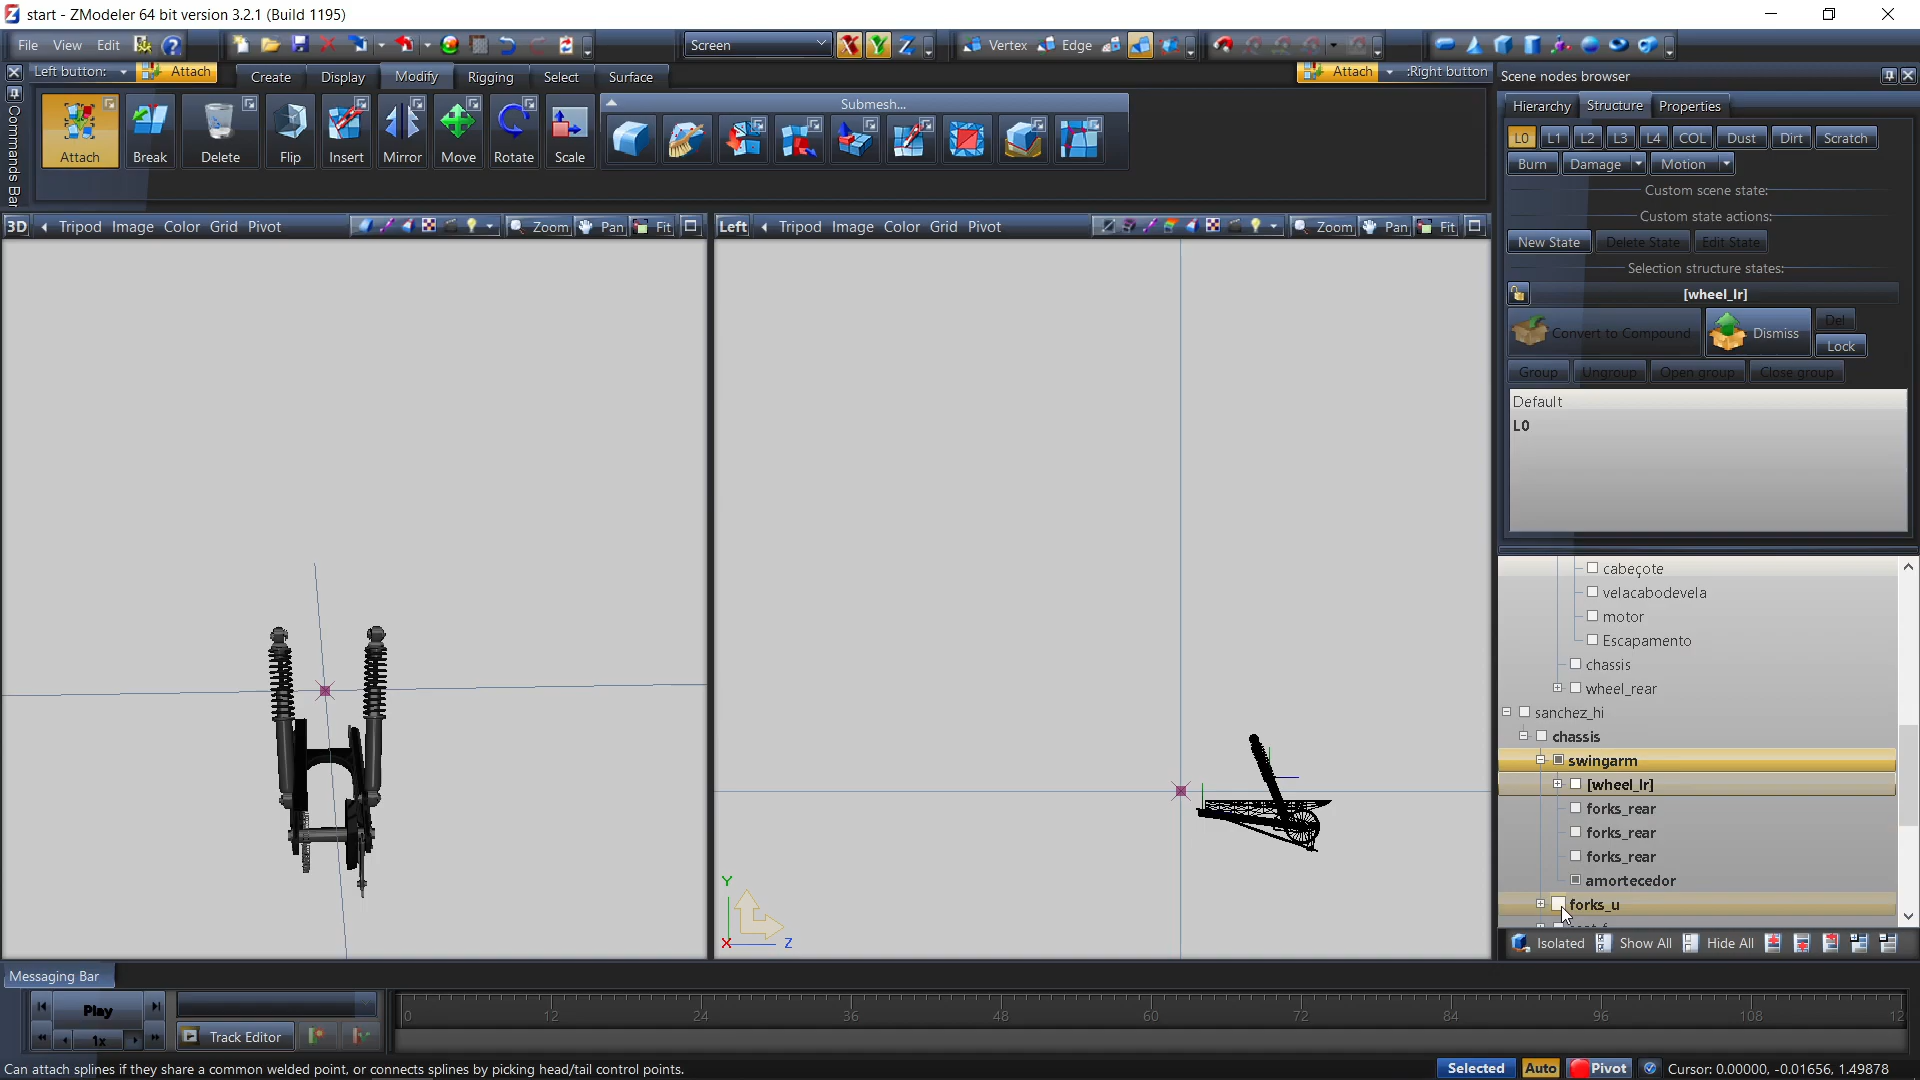 start - ZModeler 64 bit version 3.2.1 (Build 1195)
File View Edit Screen X Y Z Vertex Edge
Left button: Attach Create Display Modify Rigging Select Surface Attach :Right button Scene nodes browser
Commands Bar
Attach Break Delete Flip Insert Mirror Move Rotate Scale Submesh...
Hierarchy Structure Properties
L0 L1 L2 L3 L4 COL Dust Dirt Scratch
Burn Damage Motion
Custom scene state:
Custom state actions:
New State Delete State Edit State
Selection structure states:
[wheel_lr]
Convert to Compound Dismiss Del
Lock
Group Ungroup Open group Close group
Default
L0
3D Tripod Image Color Grid Pivot Zoom Pan Fit
Left Tripod Image Color Grid Pivot Zoom Pan Fit
Y
X Z
cabeçote
velacabodevela
motor
Escapamento
chassis
wheel_rear
sanchez_hi
chassis
swingarm
[wheel_lr]
forks_rear
forks_rear
forks_rear
amortecedor
forks_u
Isolated Show All Hide All
Messaging Bar
Play
1x
Track Editor
0 12 24 36 48 60 72 84 96 108 12
Can attach splines if they share a common welded point, or connects splines by picking head/tail control points.
Selected Auto Pivot Cursor: 0.00000, -0.01656, 1.49878